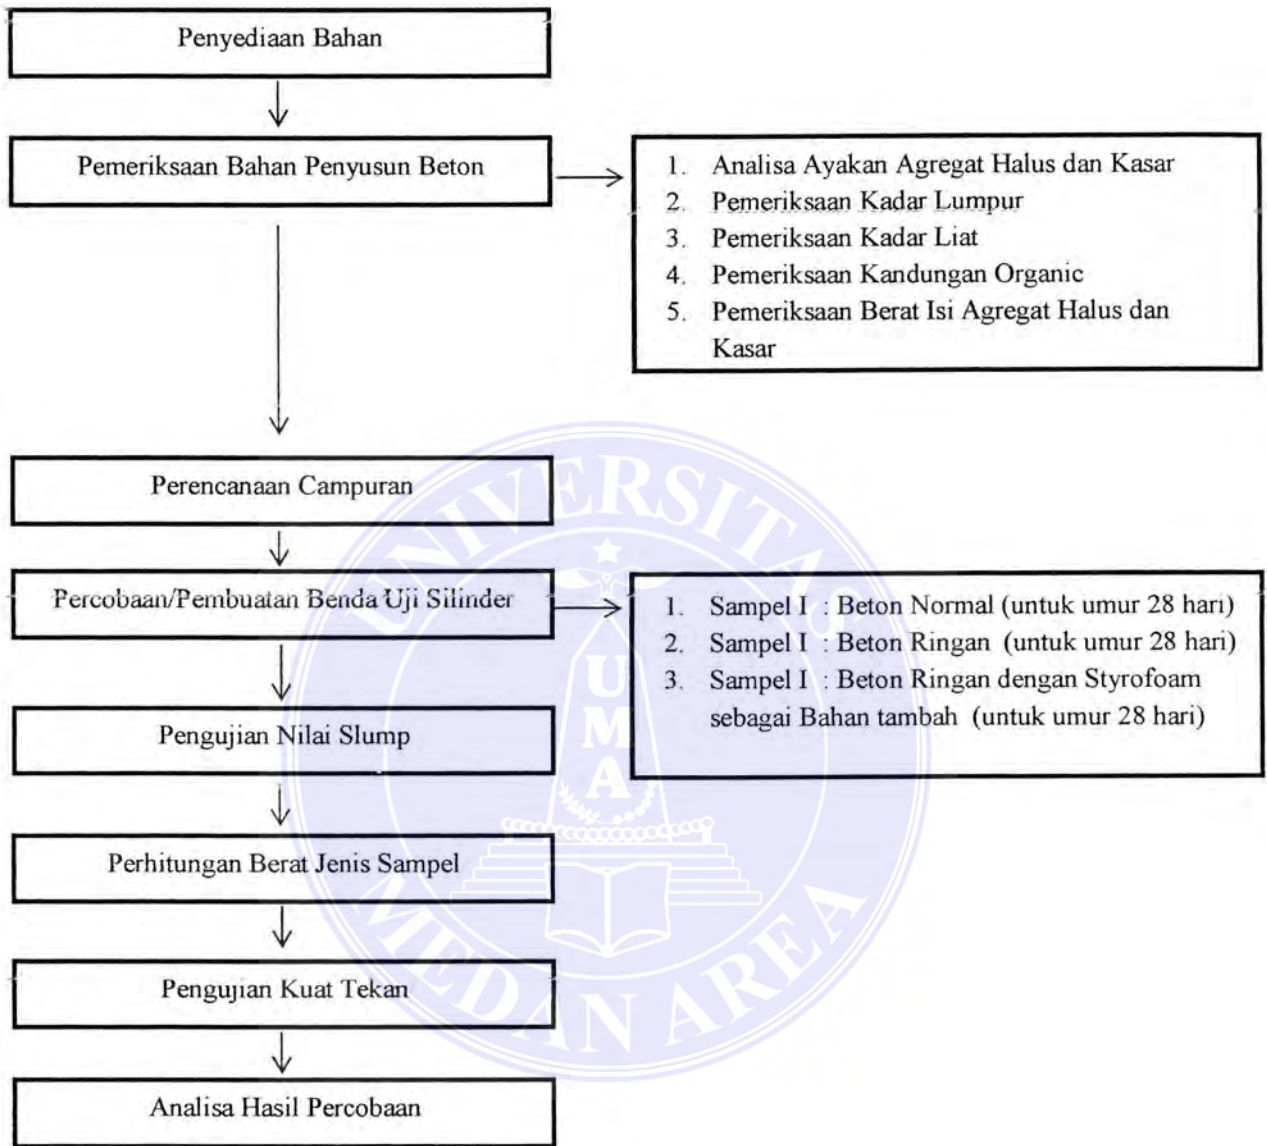 Penyediaan Bahan
Pemeriksaan Bahan Penyusun Beton
1. Analisa Ayakan Agregat Halus dan Kasar
2. Pemeriksaan Kadar Lumpur
3. Pemeriksaan Kadar Liat
4. Pemeriksaan Kandungan Organic
5. Pemeriksaan Berat Isi Agregat Halus dan
Kasar
Perencanaan Campuran
Percobaan/Pembuatan Benda Uji Silinder
1. Sampel I : Beton Normal (untuk umur 28 hari)
2. Sampel I : Beton Ringan (untuk umur 28 hari)
3. Sampel I : Beton Ringan dengan Styrofoam
sebagai Bahan tambah (untuk umur 28 hari)
Pengujian Nilai Slump
Perhitungan Berat Jenis Sampel
Pengujian Kuat Tekan
Analisa Hasil Percobaan
UNIVERSITAS
UMA
MEDAN AREA